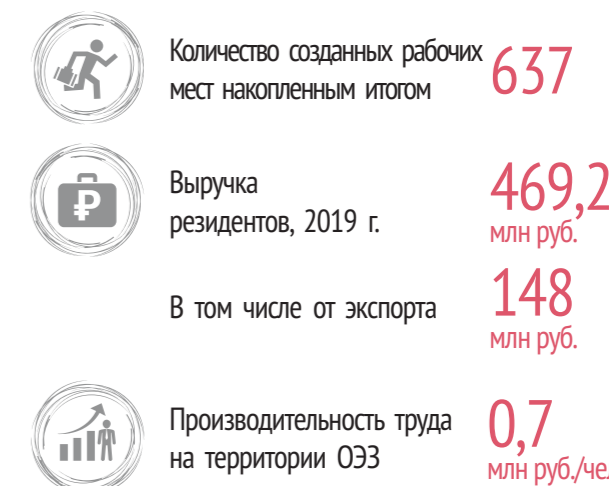 Количество созданных рабочих
мест накопленным итогом
637
Выручка
резидентов, 2019 г.
469,2
млн руб.
В том числе от экспорта
148
млн руб.
Производительность труда
на территории ОЭЗ
0,7
млн руб./чел